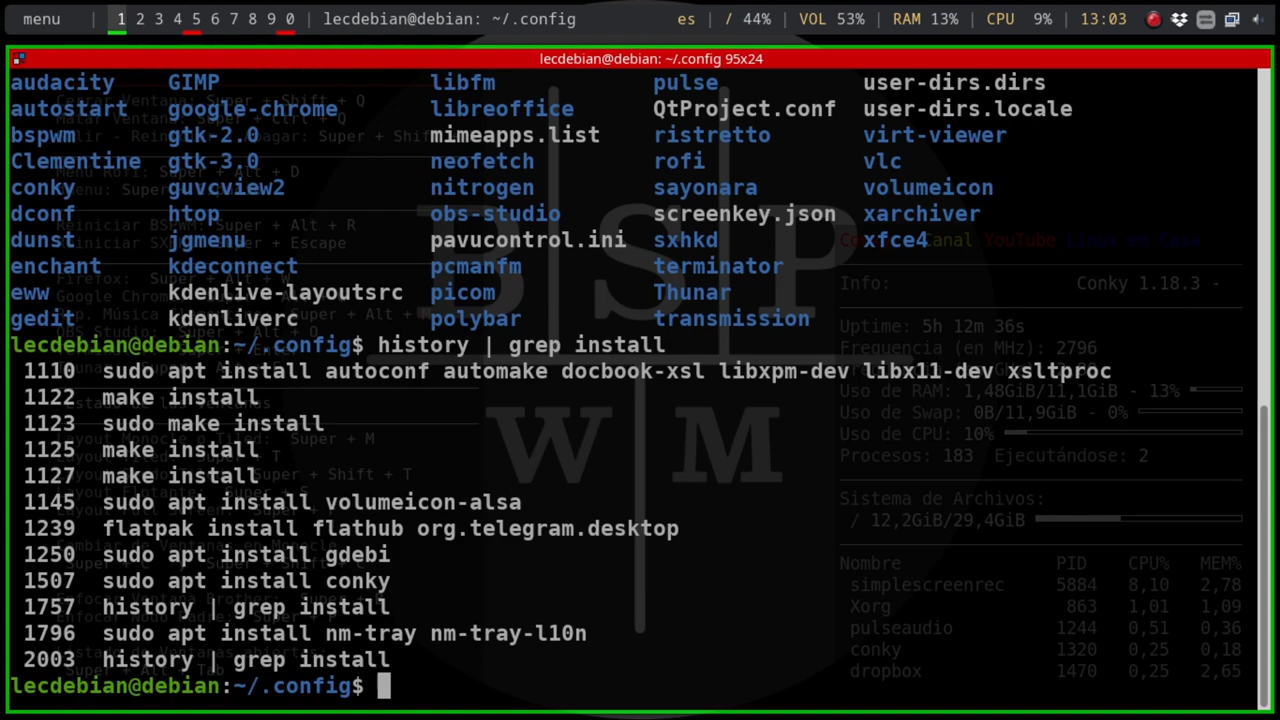 menu 1 2 3 4 5 6 7 8 9 0 lecdebian@debian: ~/.config es / 44% VOL 53% RAM 13% CPU 9% 13:03
lecdebian@debian: ~/.config 95x24
audacity GIMP libfm pulse user-dirs.dirs
autostart google-chrome libreoffice QtProject.conf user-dirs.locale
bspwm gtk-2.0 mimeapps.list ristretto virt-viewer
Clementine gtk-3.0 neofetch rofi vlc
conky guvcview2 nitrogen sayonara volumeicon
dconf htop obs-studio screenkey.json xarchiver
dunst jgmenu pavucontrol.ini sxhkd xfce4
enchant kdeconnect pcmanfm terminator
eww kdenlive-layoutsrc picom Thunar
gedit kdenliverc polybar transmission
lecdebian@debian:~/.config$ history | grep install
1110 sudo apt install autoconf automake docbook-xsl libxpm-dev libx11-dev xsltproc
1122 make install
1123 sudo make install
1125 make install
1127 make install
1145 sudo apt install volumeicon-alsa
1239 flatpak install flathub org.telegram.desktop
1250 sudo apt install gdebi
1507 sudo apt install conky
1757 history | grep install
1796 sudo apt install nm-tray nm-tray-l10n
2003 history | grep install
lecdebian@debian:~/.config$
BSP
WM
Canal YouTube
Info: Conky 1.18.3 -
Uptime: 5h 12m 36s
Frequencia (en MHz): 2796
Uso de RAM: 1,48GiB/11,1GiB - 13%
Uso de Swap: 0B/11,9GiB - 0%
Uso de CPU: 10%
Procesos: 183 Ejecutándose: 2
Sistema de Archivos:
/ 12,2GiB/29,4GiB
Nombre PID CPU% MEM%
simplescreenrec 5884 8,10 2,78
Xorg 863 1,01 1,09
pulseaudio 1244 0,51 0,36
conky 1320 0,25 0,18
dropbox 1470 0,25 2,65